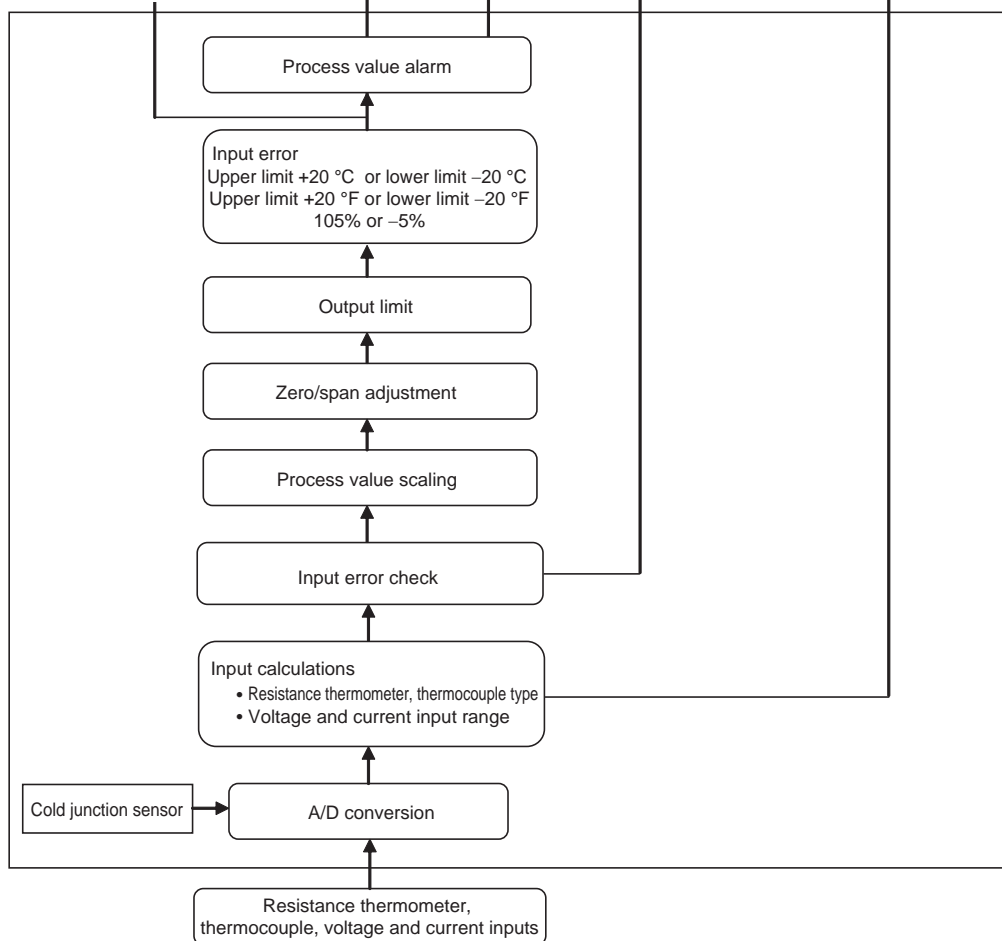 Process value alarm
Input error
Upper limit +20 °C or lower limit −20 °C
Upper limit +20 °F or lower limit −20 °F
105% or −5%
Output limit
Zero/span adjustment
Process value scaling
Input error check
Input calculations
• Resistance thermometer, thermocouple type
• Voltage and current input range
Cold junction sensor
A/D conversion
Resistance thermometer,
thermocouple, voltage and current inputs